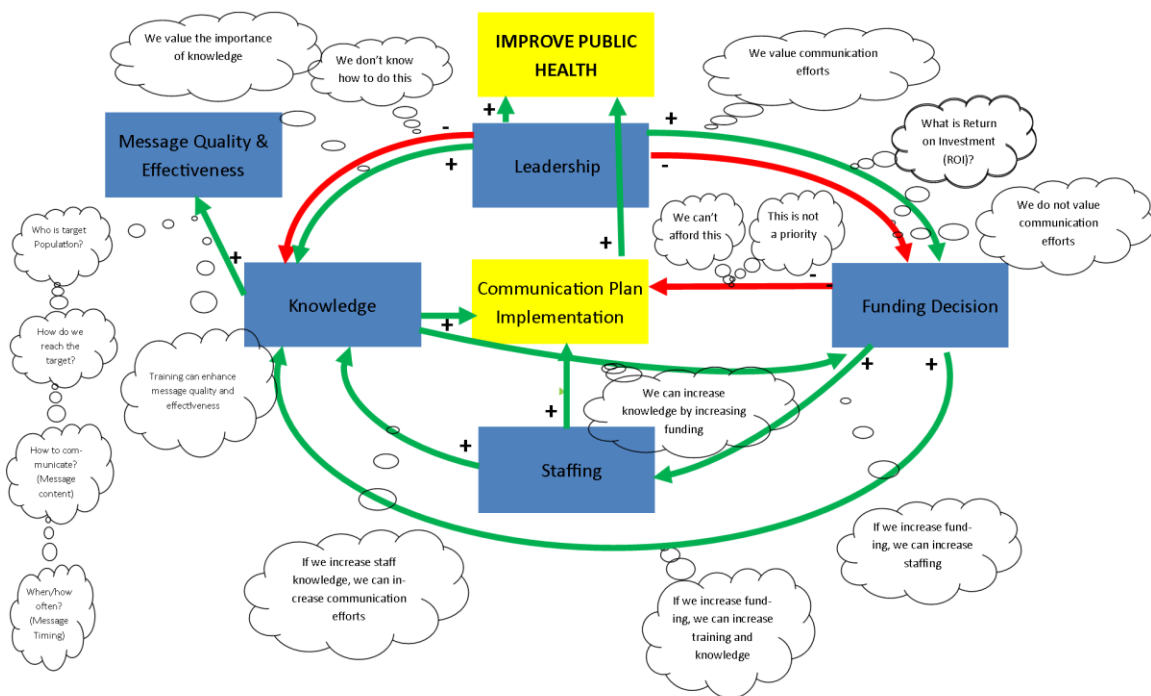 We value the importance
of knowledge
We don't know
how to do this
IMPROVE PUBLIC
HEALTH
We value communication
efforts
What is Return
on Investment
(ROI)?
Message Quality &
Effectiveness
Leadership
+
-
+
+
-
We do not value
communication
efforts
Who is target
Population?
We can't
afford this
This is not
a priority
+
+
Knowledge
Communication Plan
Implementation
Funding Decision
-
-
+
+
+
How do we
reach the
target?
Training can enhance
message quality and
effectiveness
We can increase
knowledge by increasing
funding
+
+
Staffing
How to com-
municate?
(Message
content)
If we increase staff
knowledge, we can in-
crease communication
efforts
If we increase fund-
ing, we can increase
staffing
When/how
often?
(Message
Timing)
If we increase fund-
ing, we can increase
training and
knowledge